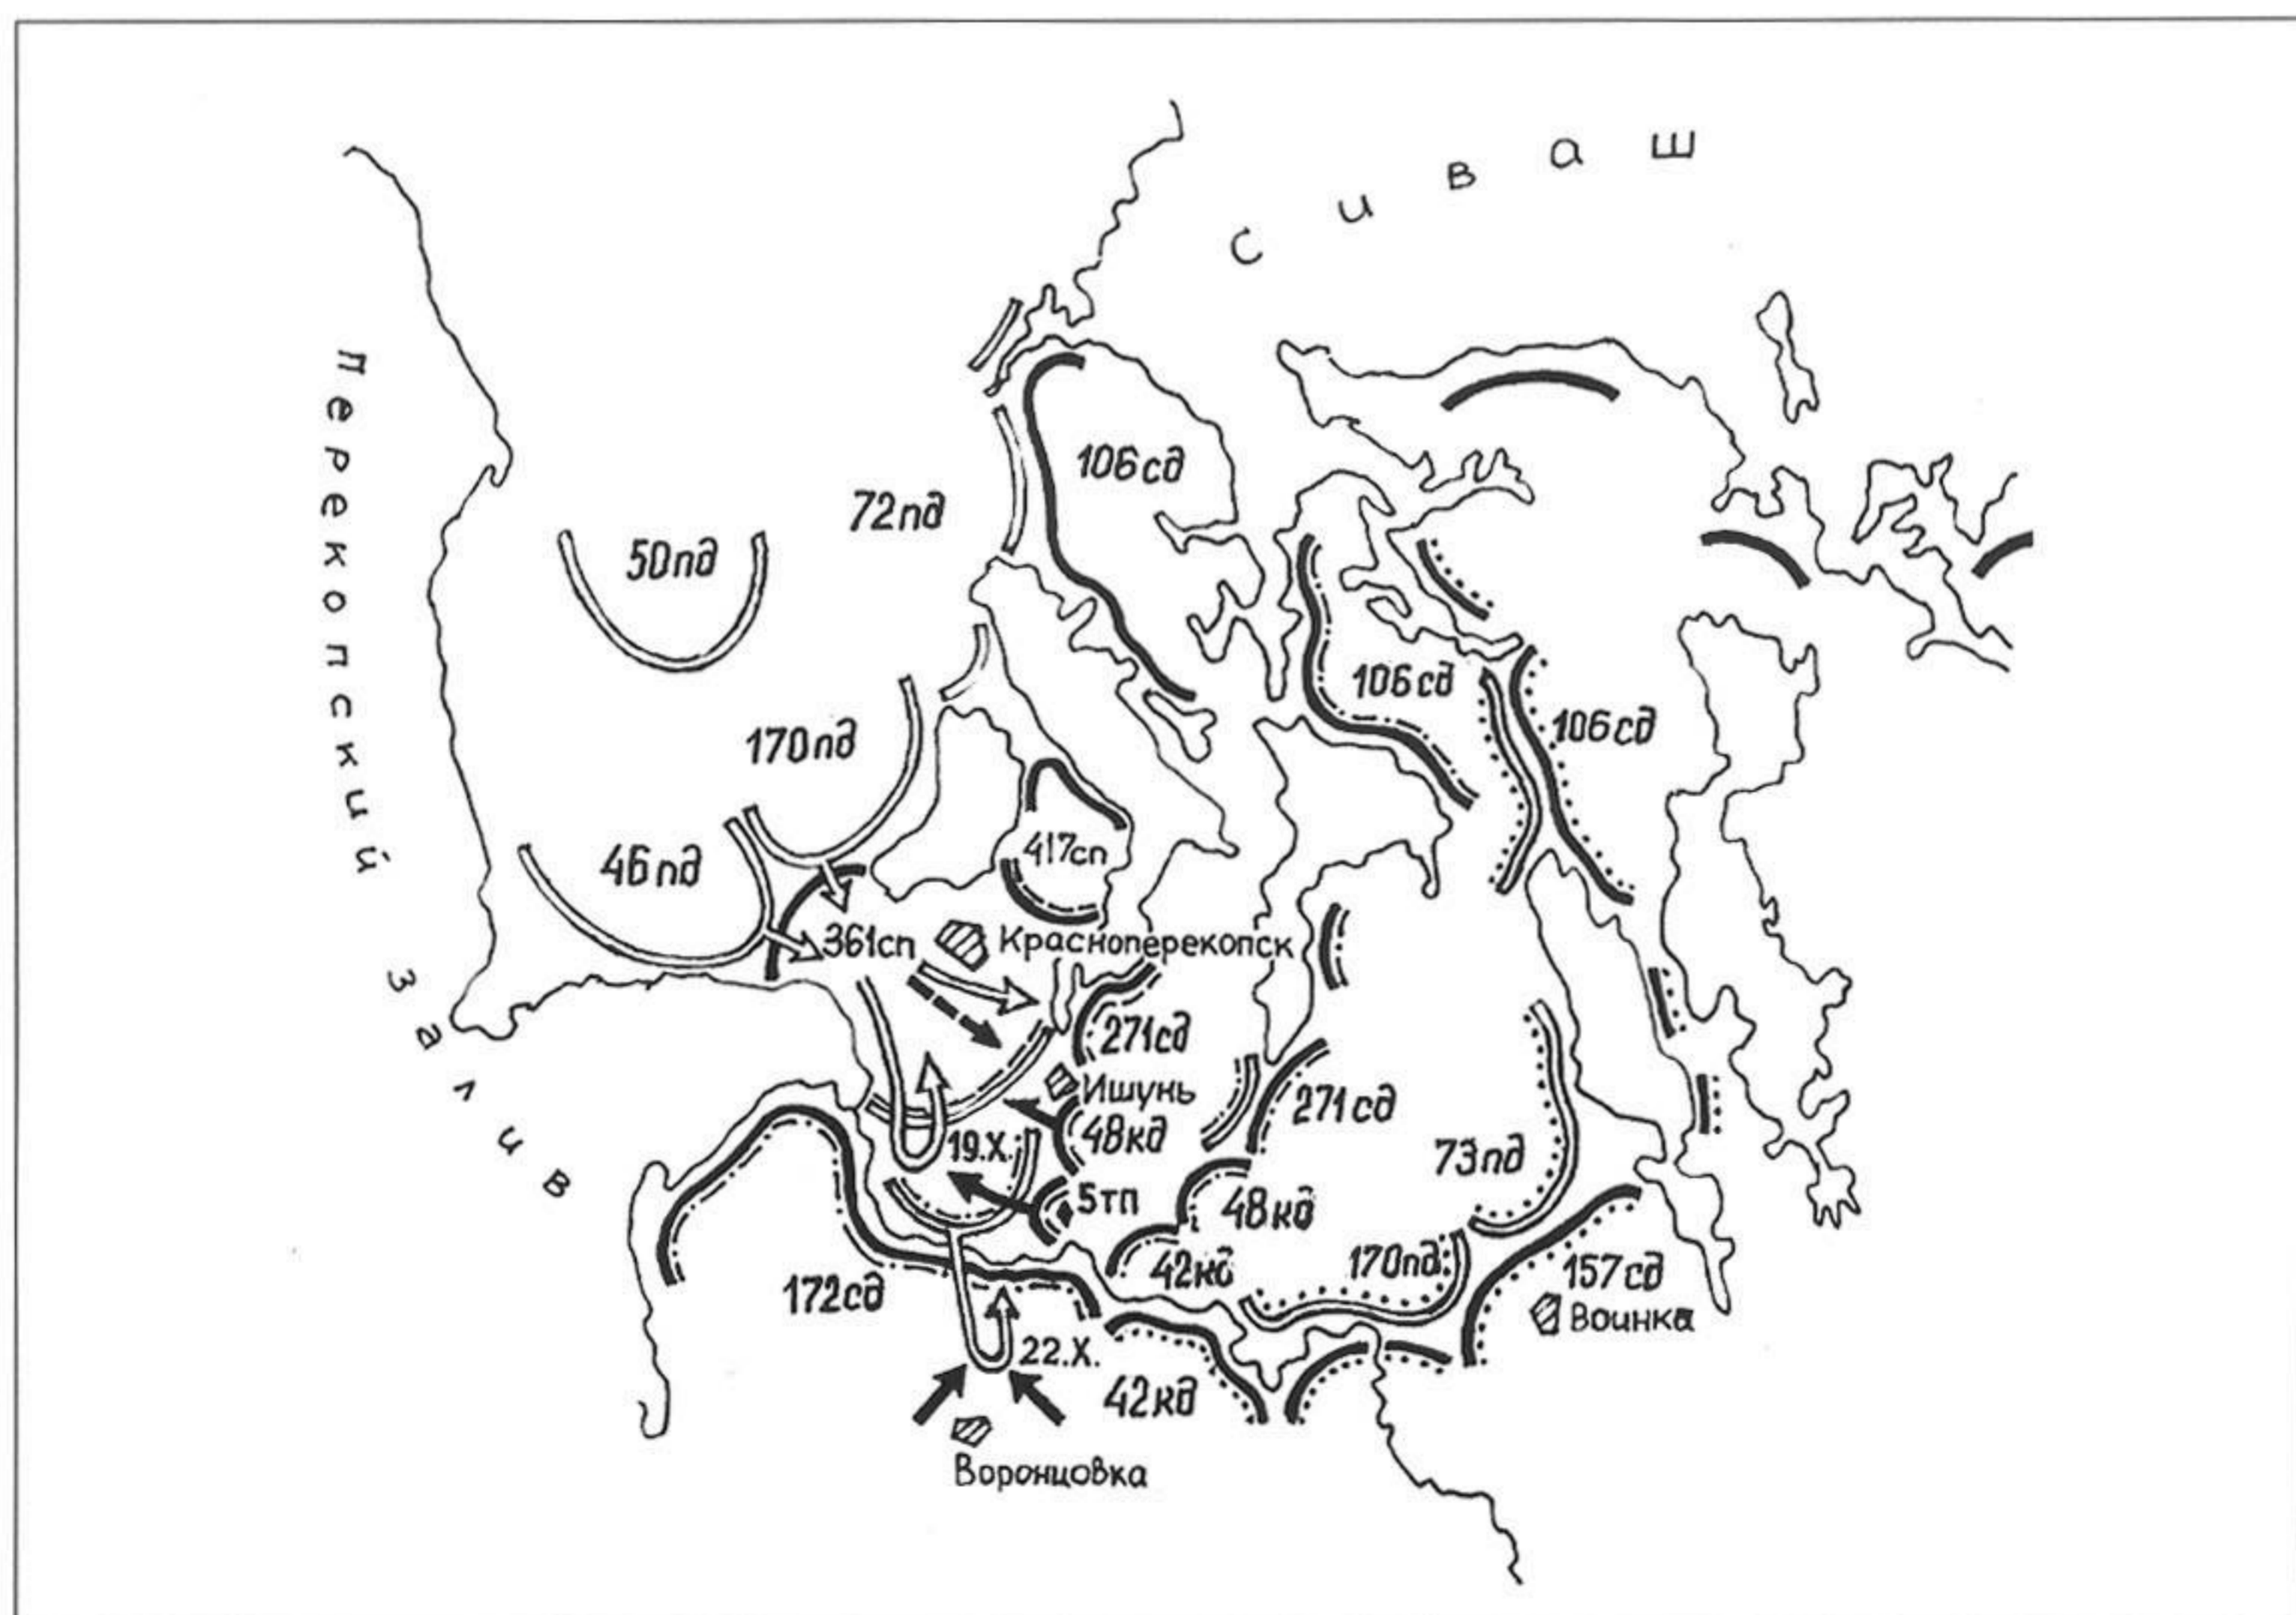 Сиваш
Перекопский залив
106сд
72пд
50пд
106сд
106сд
170пд
417сп
46пд
361сп
Красноперекопск
271сд
Ишунь
271сд
48кд
19.X.
73пд
5тп
48кд
42кд
170пд
157сд
172сд
Воинка
22.X.
42кд
Воронцовка